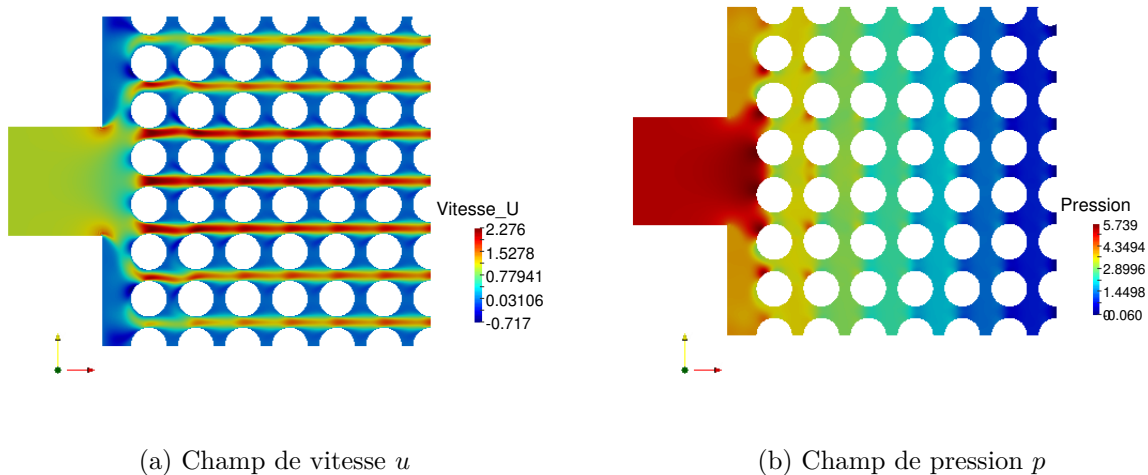 Vitesse_U
2.276
1.5278
0.77941
0.03106
-0.717
Pression
5.739
4.3494
2.8996
1.4498
0.060
(a) Champ de vitesse u
(b) Champ de pression p